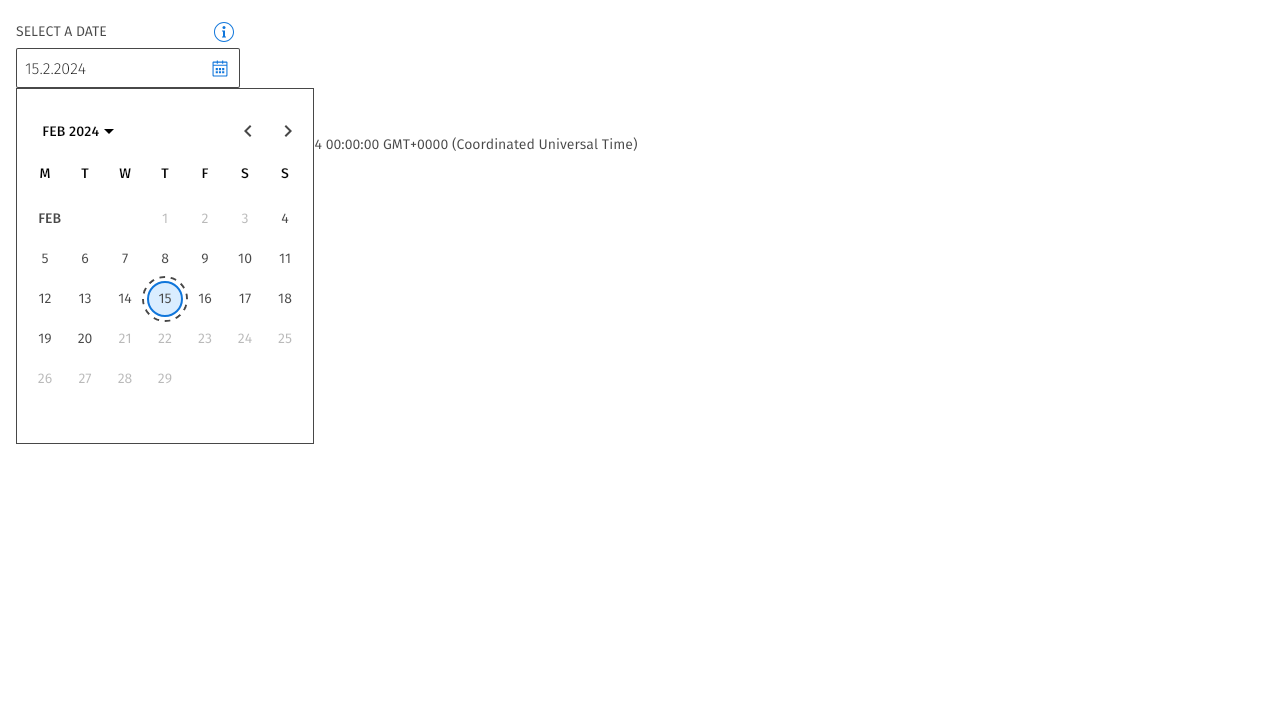 SELECT A DATE
15.2.2024
FEB 2024
4 00:00:00 GMT+0000 (Coordinated Universal Time)
M T W T F S S
FEB 1 2 3 4
5 6 7 8 9 10 11
12 13 14 15 16 17 18
19 20 21 22 23 24 25
26 27 28 29